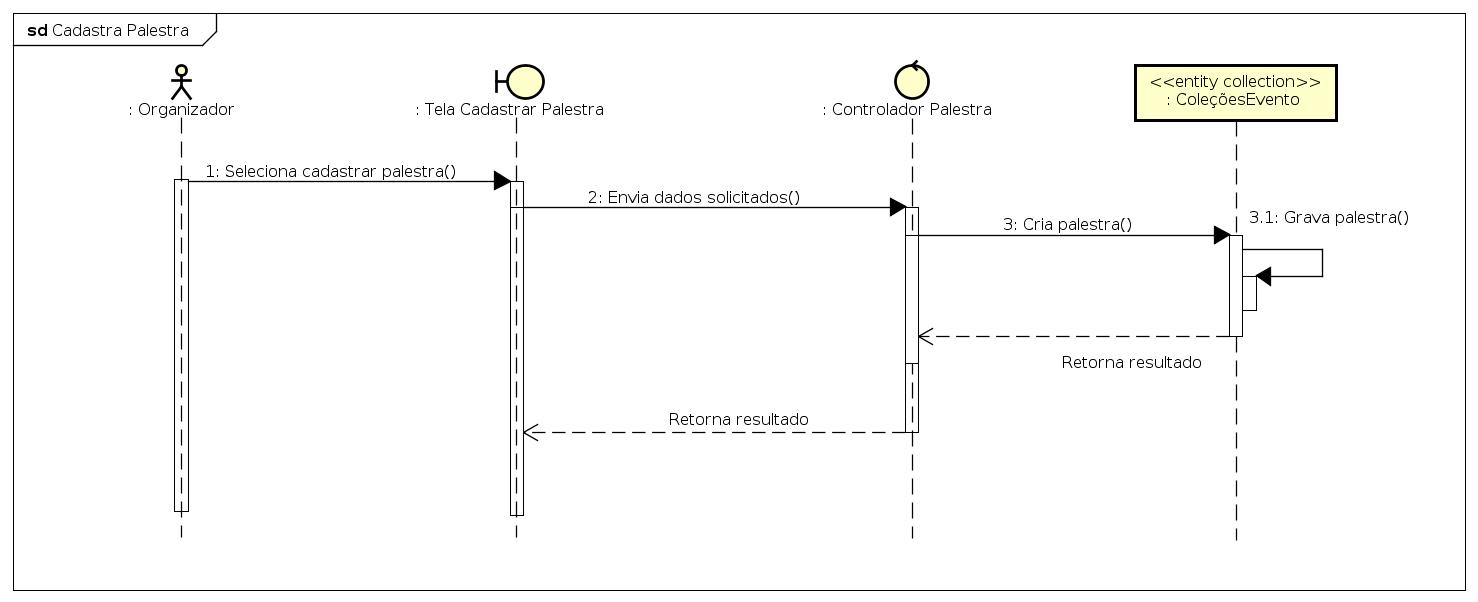 sd Cadastra Palestra
: Organizador
: Tela Cadastrar Palestra
: Controlador Palestra
<<entity collection>>
: ColeçõesEvento
1: Seleciona cadastrar palestra()
2: Envia dados solicitados()
3: Cria palestra()
3.1: Grava palestra()
Retorna resultado
Retorna resultado